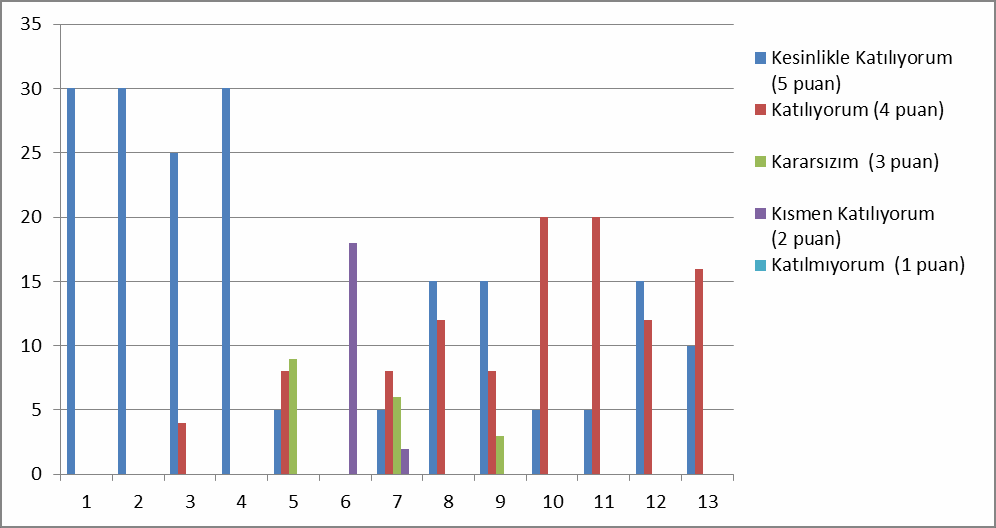 35
30
25
20
15
10
5
0
1 2 3 4 5 6 7 8 9 10 11 12 13
Kesinlikle Katılıyorum
(5 puan)
Katılıyorum (4 puan)
Kararsızım (3 puan)
Kısmen Katılıyorum
(2 puan)
Katılmıyorum (1 puan)